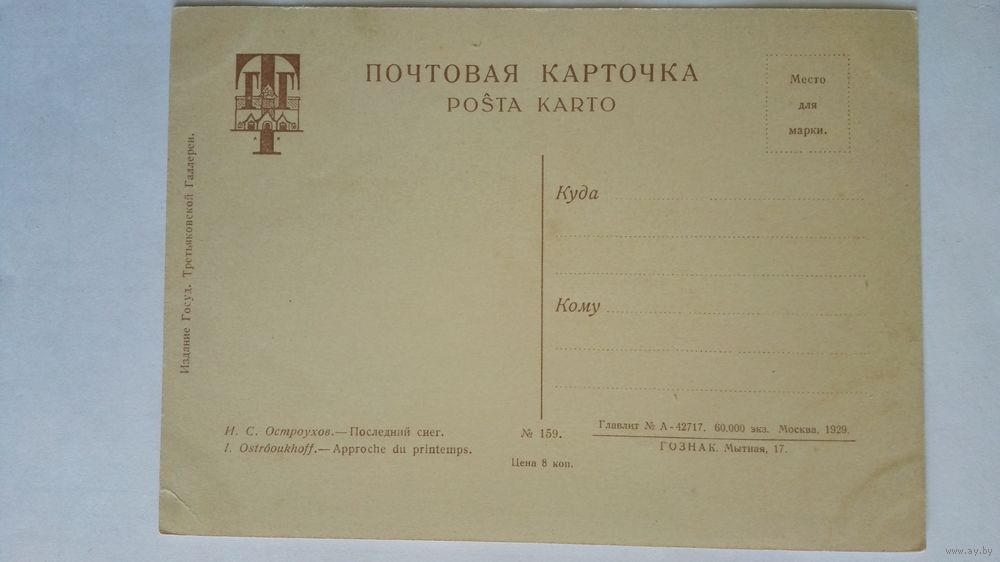 ПОЧТОВАЯ КАРТОЧКА
POŜTA KARTO
Место
для
марки.
Издание Госуд. Третьяковской Галлереи.
Куда
Кому
И. С. Остроухов.—Последний снег.
I. Ostrôoukhoff.—Approche du printemps.
№ 159.
Цена 8 коп.
Главлит № А-42717. 60.000 экз. Москва, 1929.
ГОЗНАК. Мытная, 17.
www.ay.by